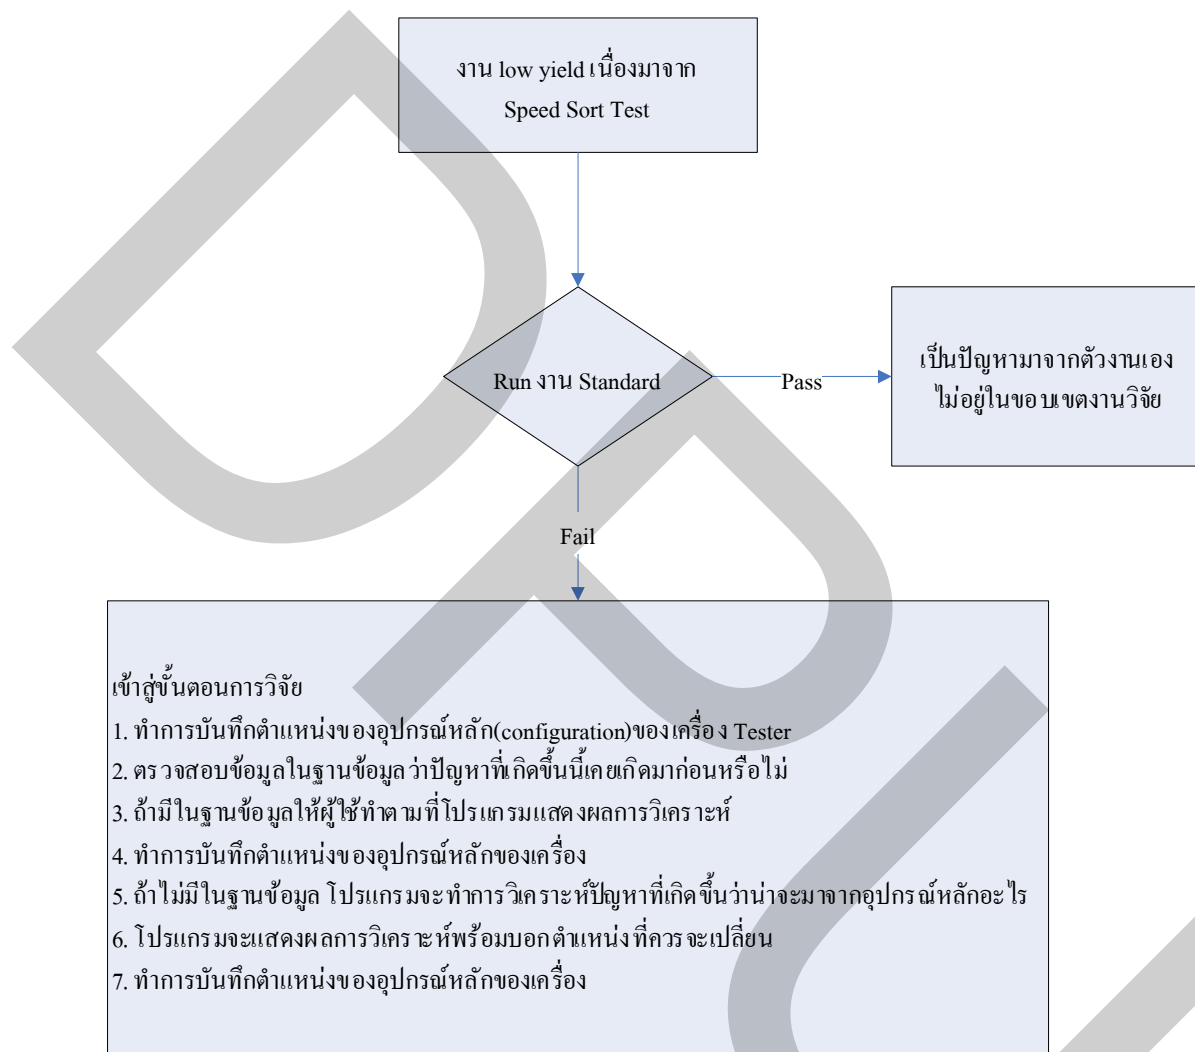 งาน low yield เนื่องมาจาก
Speed Sort Test
Run งาน Standard
Pass
เป็นปัญหามาจากตัวงานเอง
ไม่อยู่ในขอบเขตงานวิจัย
Fail
เข้าสู่ขั้นตอนการวิจัย
1. ทำการบันทึกตำแหน่งของอุปกรณ์หลัก(configuration)ของเครื่อง Tester
2. ตรวจสอบข้อมูลในฐานข้อมูลว่าปัญหาที่เกิดขึ้นนี้เคยเกิดมาก่อนหรือไม่
3. ถ้ามีในฐานข้อมูลให้ผู้ใช้ทำตามที่โปรแกรมแสดงผลการวิเคราะห์
4. ทำการบันทึกตำแหน่งของอุปกรณ์หลักของเครื่อง
5. ถ้าไม่มีในฐานข้อมูล โปรแกรมจะทำการวิเคราะห์ปัญหาที่เกิดขึ้นว่าน่าจะมาจากอุปกรณ์หลักอะไร
6. โปรแกรมจะแสดงผลการวิเคราะห์พร้อมบอกตำแหน่งที่ควรจะเปลี่ยน
7. ทำการบันทึกตำแหน่งของอุปกรณ์หลักของเครื่อง